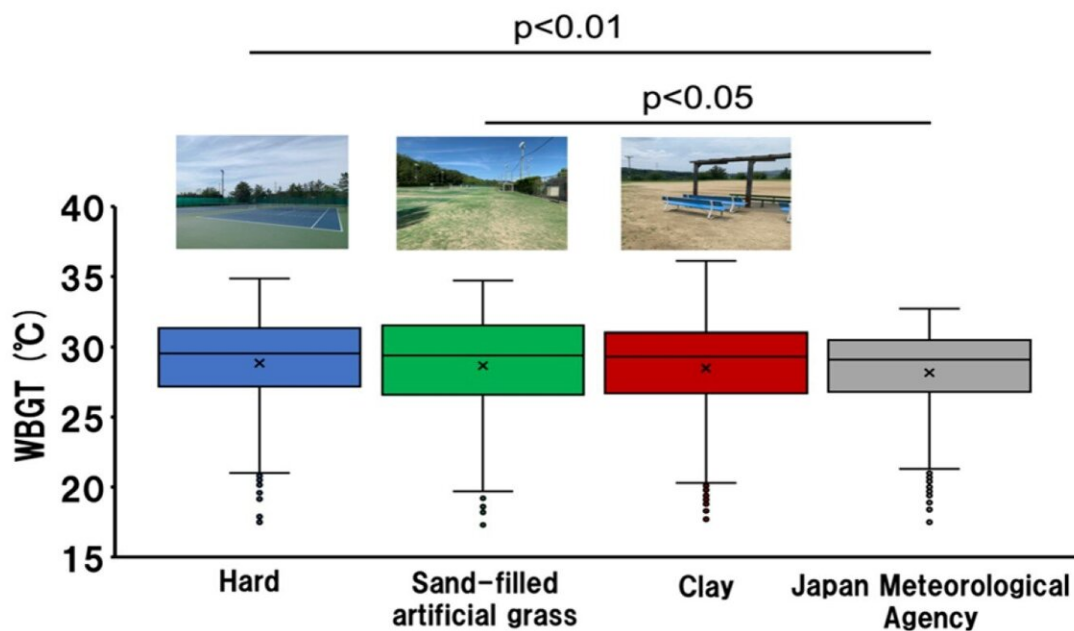 p<0.01
p<0.05
40
35
30
25
20
15
WBGT (℃)
Hard
Sand-filled
artificial grass
Clay
Japan Meteorological
Agency